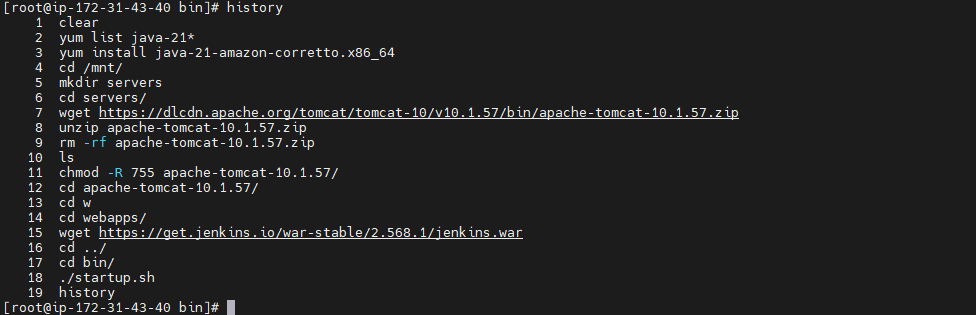 [root@ip-172-31-43-40 bin]# history
1 clear
2 yum list java-21*
3 yum install java-21-amazon-corretto.x86_64
4 cd /mnt/
5 mkdir servers
6 cd servers/
7 wget https://dlcdn.apache.org/tomcat/tomcat-10/v10.1.57/bin/apache-tomcat-10.1.57.zip
8 unzip apache-tomcat-10.1.57.zip
9 rm -rf apache-tomcat-10.1.57.zip
10 ls
11 chmod -R 755 apache-tomcat-10.1.57/
12 cd apache-tomcat-10.1.57/
13 cd w
14 cd webapps/
15 wget https://get.jenkins.io/war-stable/2.568.1/jenkins.war
16 cd ../
17 cd bin/
18 ./startup.sh
19 history
[root@ip-172-31-43-40 bin]#